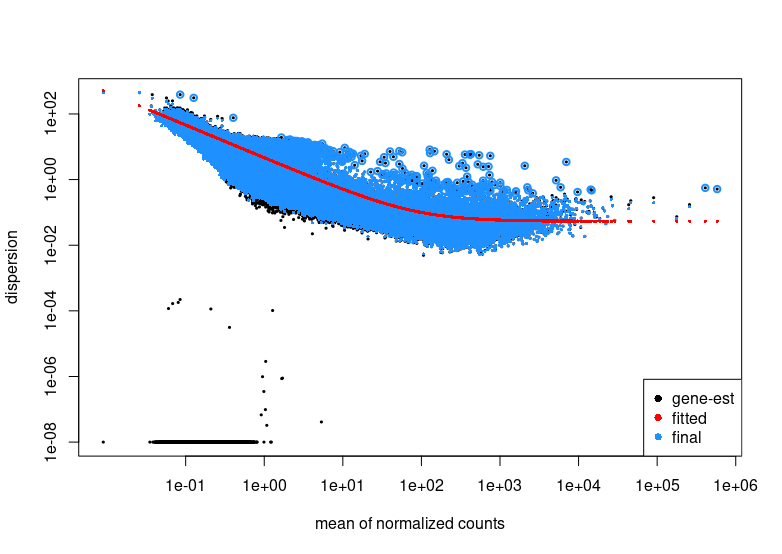 dispersion
1e+02
1e+00
1e-02
1e-04
1e-06
1e-08
gene-est
fitted
final
1e-01 1e+00 1e+01 1e+02 1e+03 1e+04 1e+05 1e+06
mean of normalized counts